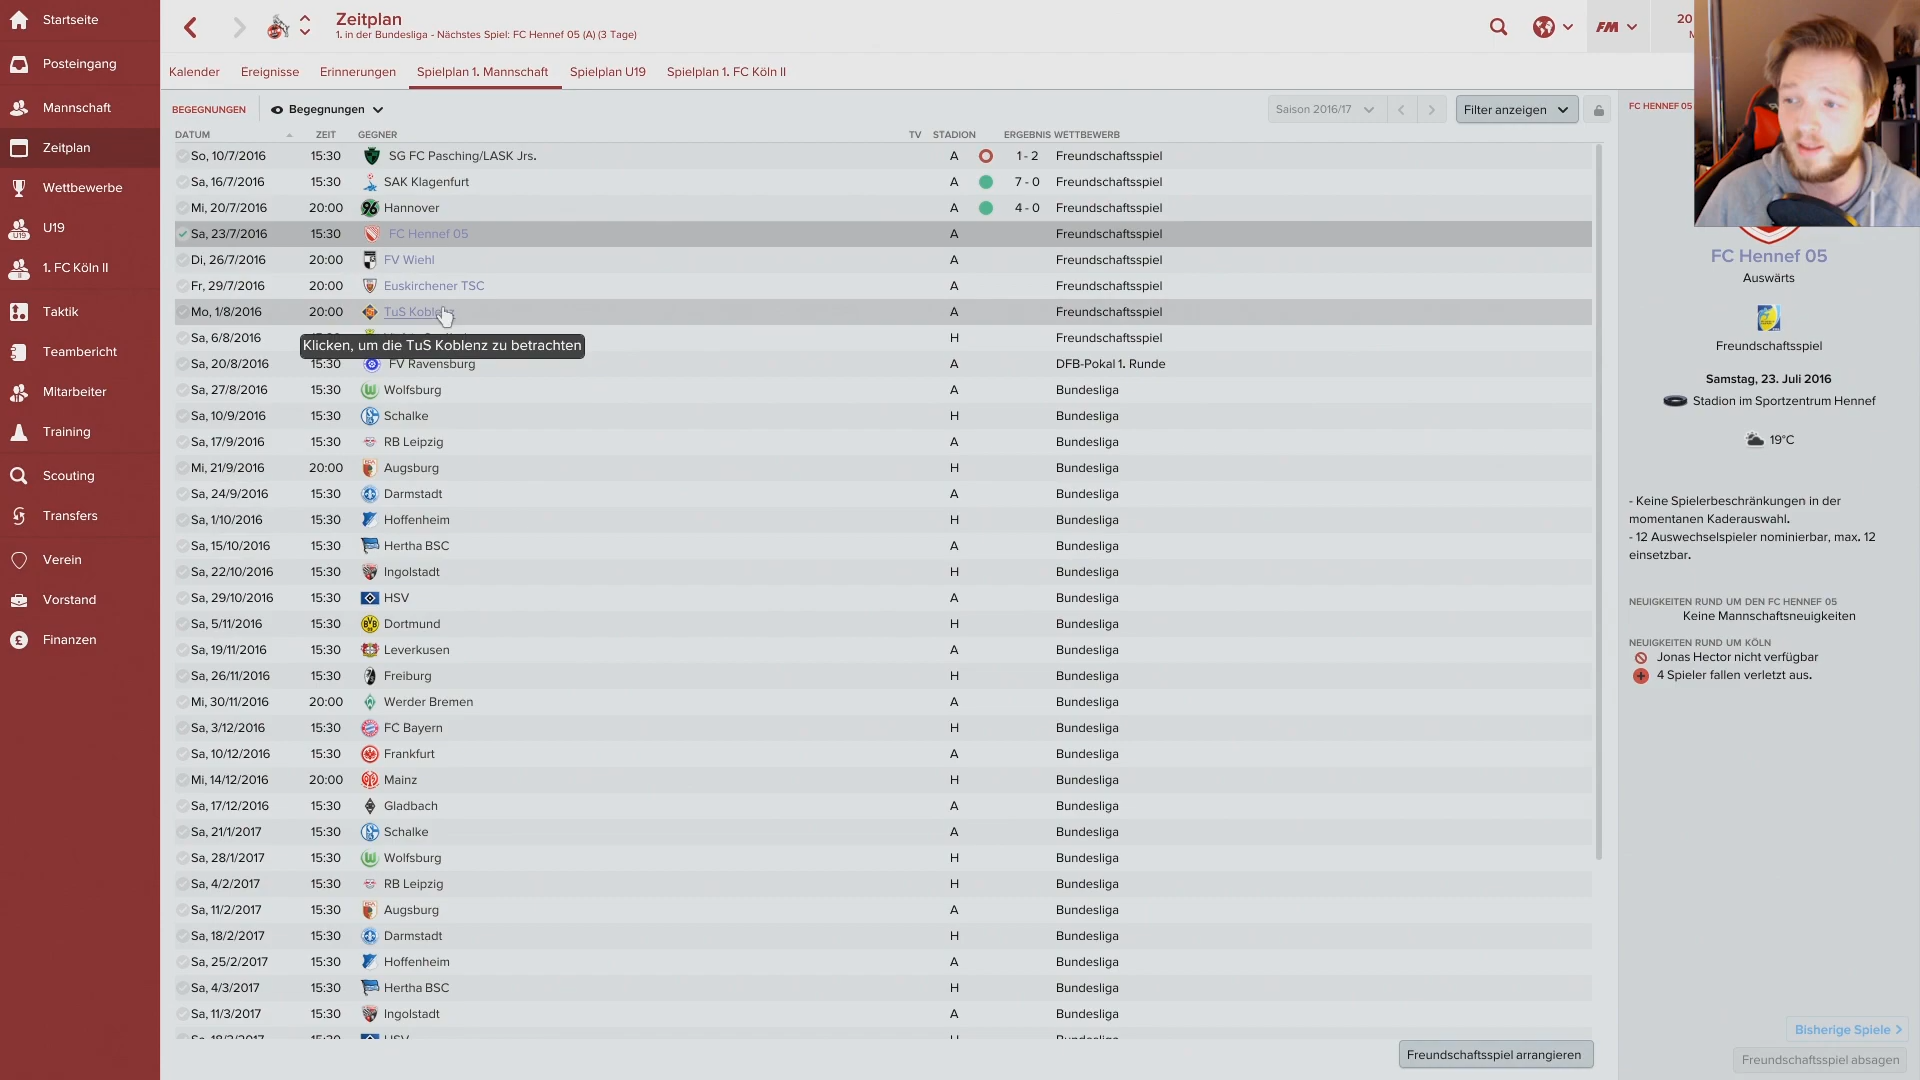 Startseite
Posteingang
Mannschaft
Zeitplan
Wettbewerbe
U19
1. FC Köln II
Taktik
Teambericht
Mitarbeiter
Training
Scouting
Transfers
Verein
Vorstand
Finanzen
Zeitplan
1. in der Bundesliga - Nächstes Spiel: FC Hennef 05 (A) (3 Tage)
FM
20
Kalender Ereignisse Erinnerungen Spielplan 1. Mannschaft Spielplan U19 Spielplan 1. FC Köln II
BEGEGNUNGEN Begegnungen Saison 2016/17 Filter anzeigen
DATUM ZEIT GEGNER TV STADION ERGEBNIS WETTBEWERB
So, 10/7/2016 15:30 SG FC Pasching/LASK Jrs. A 1 - 2 Freundschaftsspiel
Sa, 16/7/2016 15:30 SAK Klagenfurt A 7 - 0 Freundschaftsspiel
Mi, 20/7/2016 20:00 Hannover A 4 - 0 Freundschaftsspiel
Sa, 23/7/2016 15:30 FC Hennef 05 A Freundschaftsspiel
Di, 26/7/2016 20:00 FV Wiehl A Freundschaftsspiel
Fr, 29/7/2016 20:00 Euskirchener TSC A Freundschaftsspiel
Mo, 1/8/2016 20:00 TuS Koblenz A Freundschaftsspiel
Sa, 6/8/2016 H Freundschaftsspiel
Klicken, um die TuS Koblenz zu betrachten
Sa, 20/8/2016 15:30 FV Ravensburg A DFB-Pokal 1. Runde
Sa, 27/8/2016 15:30 Wolfsburg A Bundesliga
Sa, 10/9/2016 15:30 Schalke H Bundesliga
Sa, 17/9/2016 15:30 RB Leipzig A Bundesliga
Mi, 21/9/2016 20:00 Augsburg H Bundesliga
Sa, 24/9/2016 15:30 Darmstadt A Bundesliga
Sa, 1/10/2016 15:30 Hoffenheim H Bundesliga
Sa, 15/10/2016 15:30 Hertha BSC A Bundesliga
Sa, 22/10/2016 15:30 Ingolstadt H Bundesliga
Sa, 29/10/2016 15:30 HSV A Bundesliga
Sa, 5/11/2016 15:30 Dortmund H Bundesliga
Sa, 19/11/2016 15:30 Leverkusen A Bundesliga
Sa, 26/11/2016 15:30 Freiburg H Bundesliga
Mi, 30/11/2016 20:00 Werder Bremen A Bundesliga
Sa, 3/12/2016 15:30 FC Bayern H Bundesliga
Sa, 10/12/2016 15:30 Frankfurt A Bundesliga
Mi, 14/12/2016 20:00 Mainz H Bundesliga
Sa, 17/12/2016 15:30 Gladbach A Bundesliga
Sa, 21/1/2017 15:30 Schalke A Bundesliga
Sa, 28/1/2017 15:30 Wolfsburg H Bundesliga
Sa, 4/2/2017 15:30 RB Leipzig H Bundesliga
Sa, 11/2/2017 15:30 Augsburg A Bundesliga
Sa, 18/2/2017 15:30 Darmstadt H Bundesliga
Sa, 25/2/2017 15:30 Hoffenheim A Bundesliga
Sa, 4/3/2017 15:30 Hertha BSC H Bundesliga
Sa, 11/3/2017 15:30 Ingolstadt A Bundesliga
Freundschaftsspiel arrangieren
FC HENNEF 05
FC Hennef 05
Auswärts
Freundschaftsspiel
Samstag, 23. Juli 2016
Stadion im Sportzentrum Hennef
19°C
- Keine Spielerbeschränkungen in der
momentanen Kaderauswahl.
- 12 Auswechselspieler nominierbar, max. 12
einsetzbar.
NEUIGKEITEN RUND UM DEN FC HENNEF 05
Keine Mannschaftsneuigkeiten
NEUIGKEITEN RUND UM KÖLN
Jonas Hector nicht verfügbar
4 Spieler fallen verletzt aus.
Bisherige Spiele
Freundschaftsspiel absagen